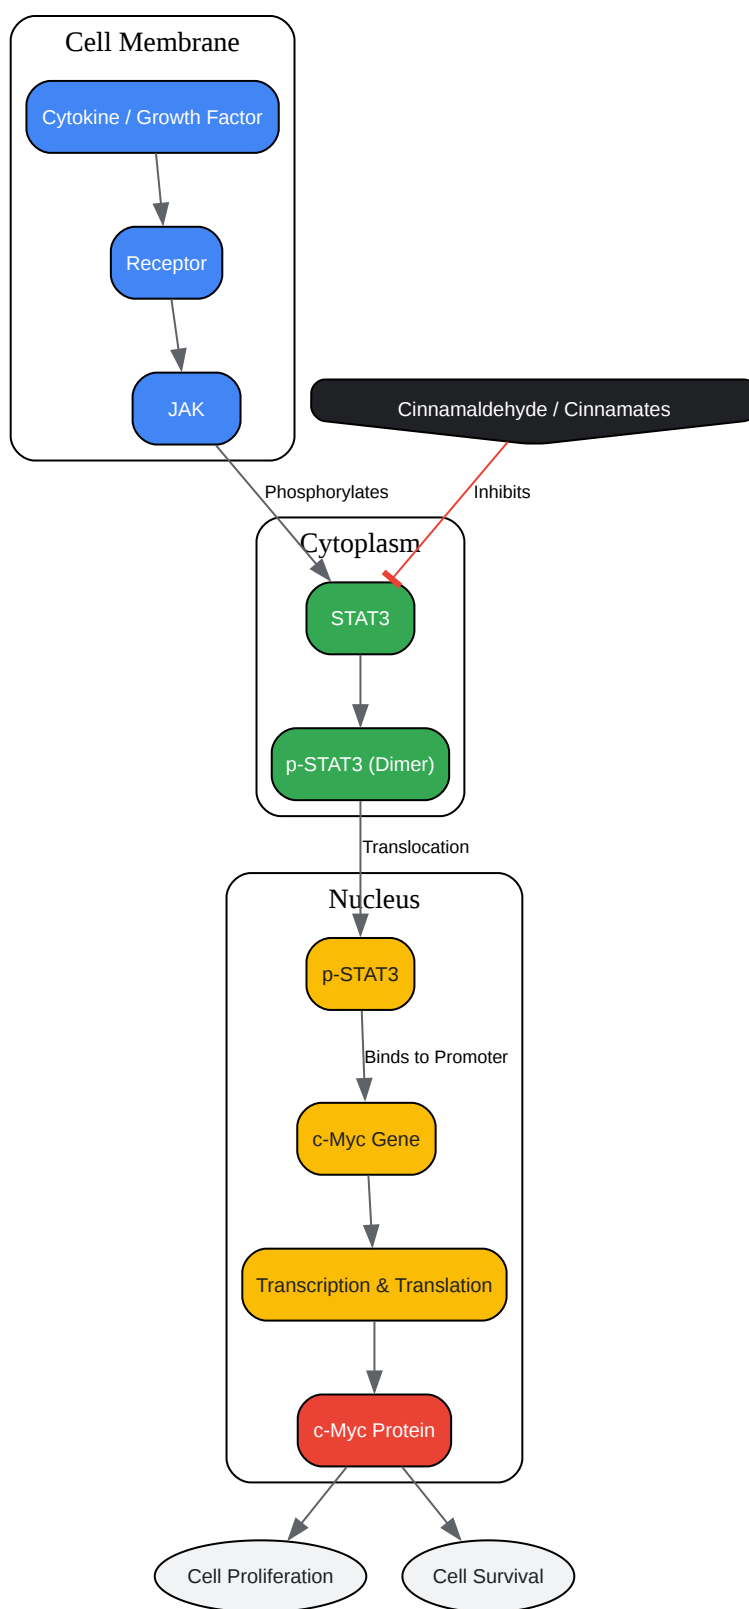 Cell Membrane
Cytokine / Growth Factor
Receptor
JAK
Cinnamaldehyde / Cinnamates
Phosphorylates
Inhibits
Cytoplasm
STAT3
p-STAT3 (Dimer)
Translocation
Nucleus
p-STAT3
Binds to Promoter
c-Myc Gene
Transcription & Translation
c-Myc Protein
Cell Proliferation
Cell Survival